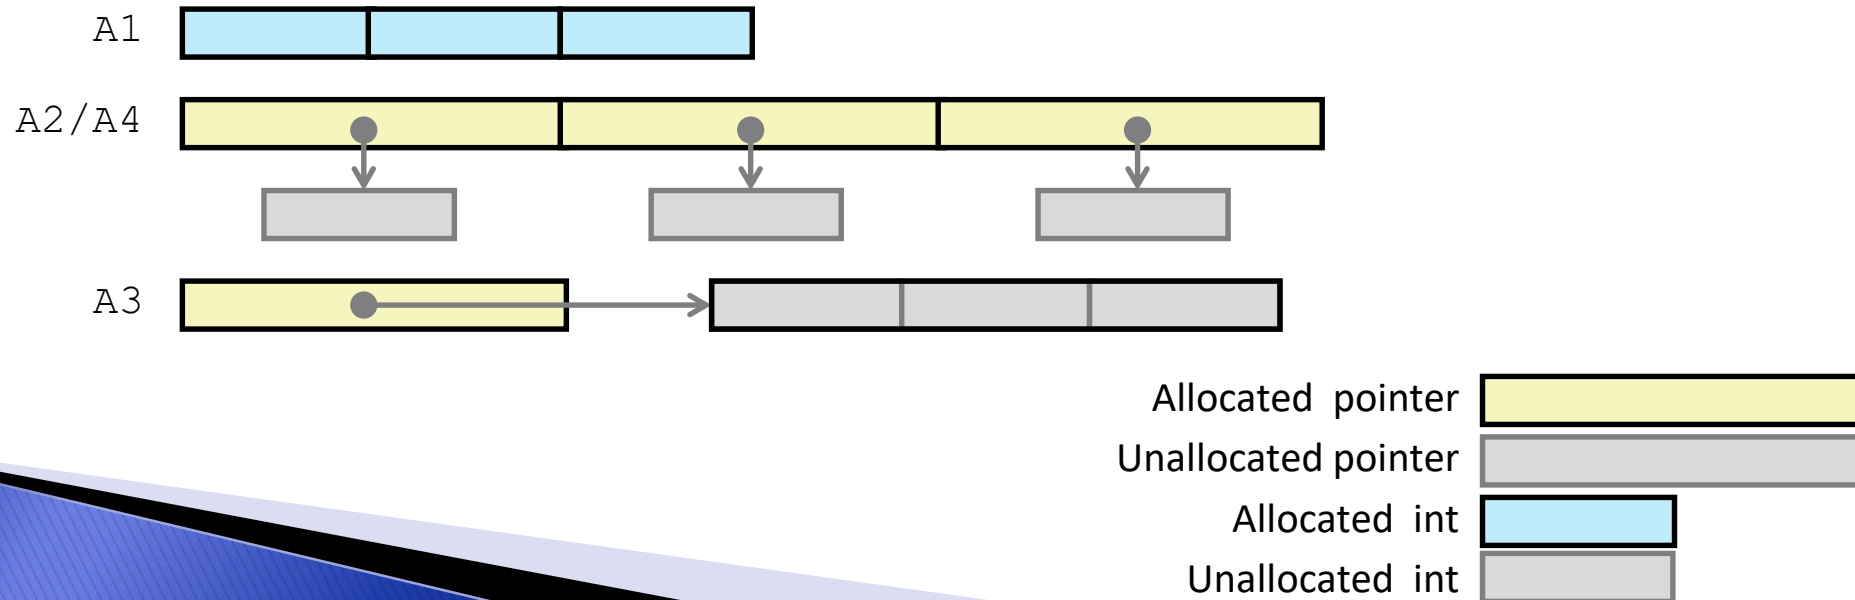 A1
A2/A4
A3
Allocated pointer
Unallocated pointer
Allocated int
Unallocated int